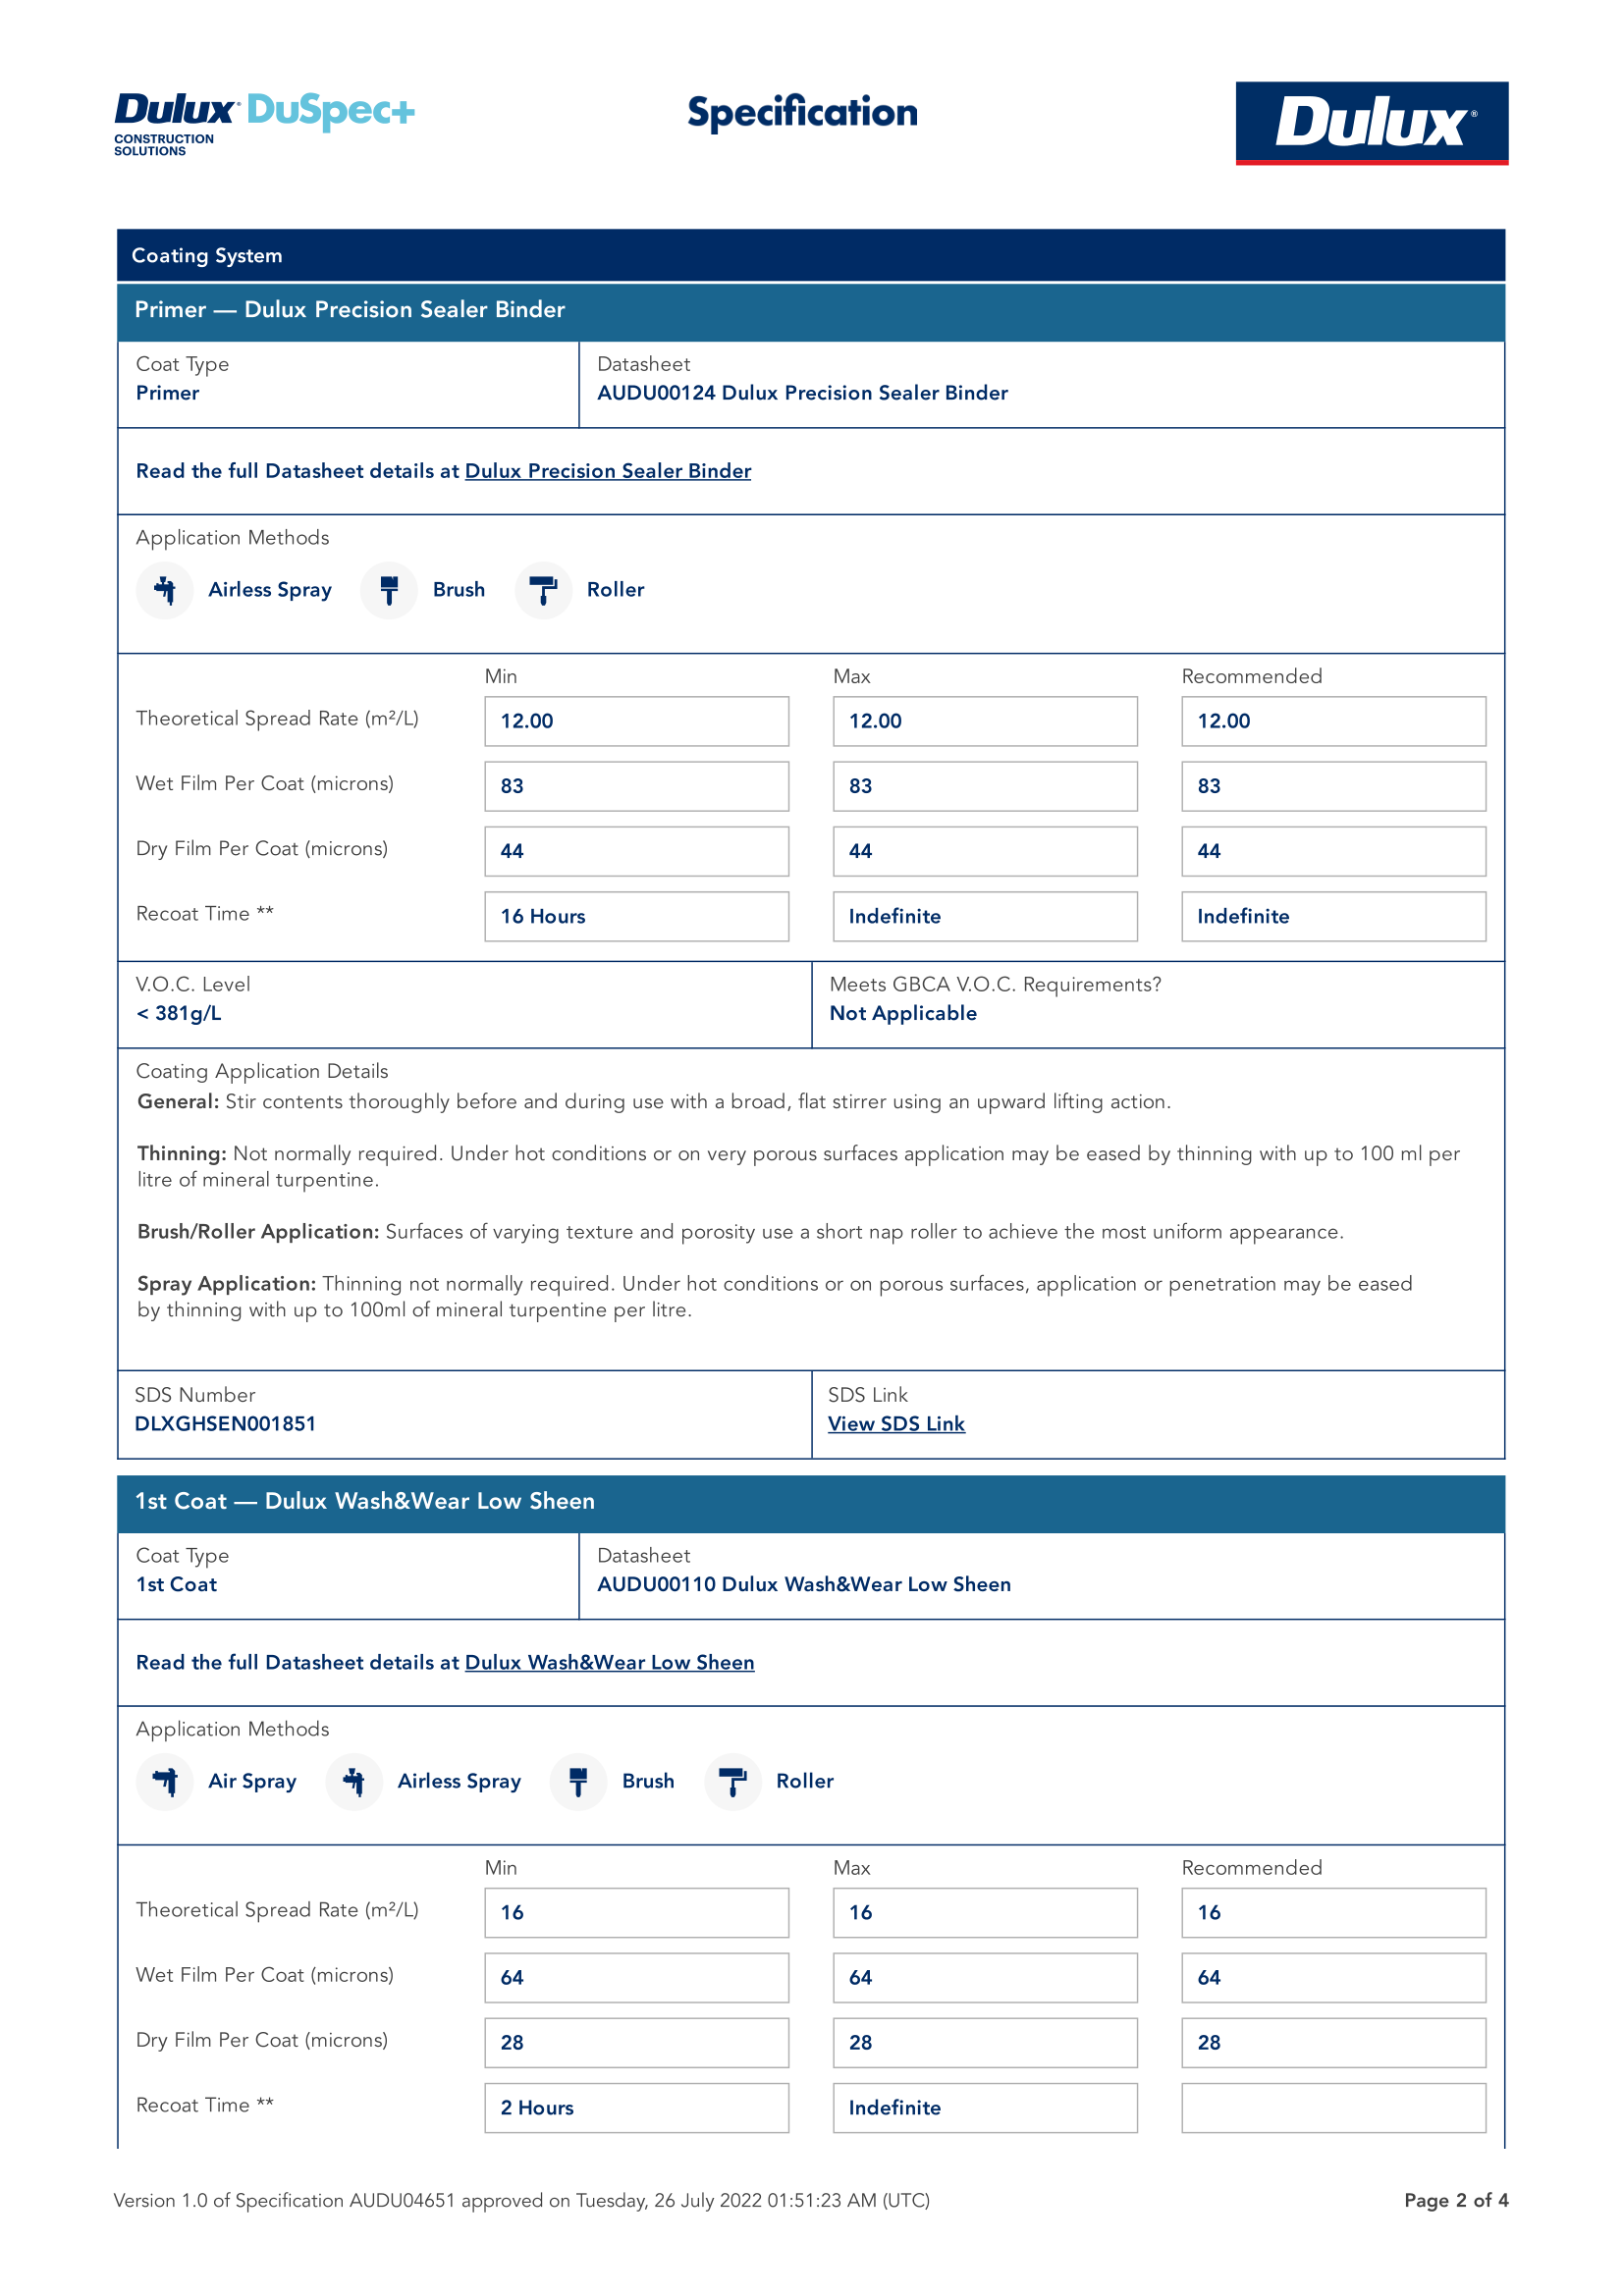 Dulux® DuSpec+
CONSTRUCTION
SOLUTIONS
Specification
Dulux®
Coating System
Primer — Dulux Precision Sealer Binder
Coat Type
Primer
Datasheet
AUDU00124 Dulux Precision Sealer Binder
Read the full Datasheet details at Dulux Precision Sealer Binder
Application Methods
Airless Spray Brush Roller
Min Max Recommended
Theoretical Spread Rate (m²/L) 12.00 12.00 12.00
Wet Film Per Coat (microns) 83 83 83
Dry Film Per Coat (microns) 44 44 44
Recoat Time ** 16 Hours Indefinite Indefinite
V.O.C. Level
< 381g/L
Meets GBCA V.O.C. Requirements?
Not Applicable
Coating Application Details
General: Stir contents thoroughly before and during use with a broad, flat stirrer using an upward lifting action.
Thinning: Not normally required. Under hot conditions or on very porous surfaces application may be eased by thinning with up to 100 ml per
litre of mineral turpentine.
Brush/Roller Application: Surfaces of varying texture and porosity use a short nap roller to achieve the most uniform appearance.
Spray Application: Thinning not normally required. Under hot conditions or on porous surfaces, application or penetration may be eased
by thinning with up to 100ml of mineral turpentine per litre.
SDS Number
DLXGHSEN001851
SDS Link
View SDS Link
1st Coat — Dulux Wash&Wear Low Sheen
Coat Type
1st Coat
Datasheet
AUDU00110 Dulux Wash&Wear Low Sheen
Read the full Datasheet details at Dulux Wash&Wear Low Sheen
Application Methods
Air Spray Airless Spray Brush Roller
Min Max Recommended
Theoretical Spread Rate (m²/L) 16 16 16
Wet Film Per Coat (microns) 64 64 64
Dry Film Per Coat (microns) 28 28 28
Recoat Time ** 2 Hours Indefinite
Version 1.0 of Specification AUDU04651 approved on Tuesday, 26 July 2022 01:51:23 AM (UTC)
Page 2 of 4